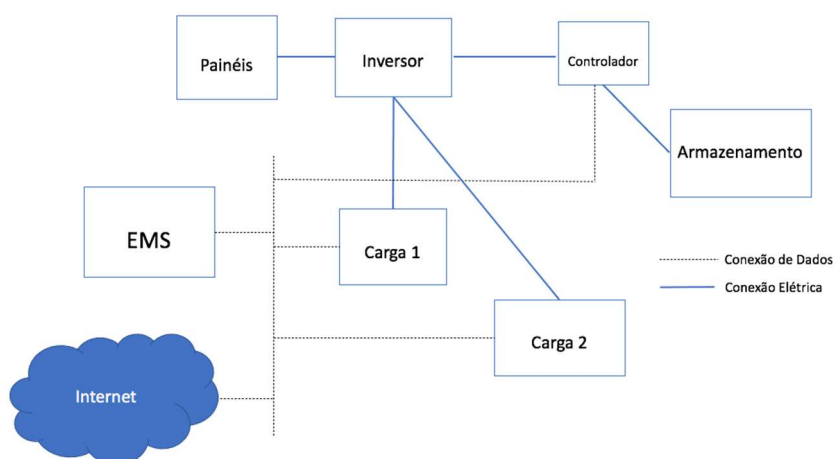 Painéis
Inversor
Controlador
Armazenamento
EMS
Carga 1
Conexão de Dados
Conexão Elétrica
Carga 2
Internet